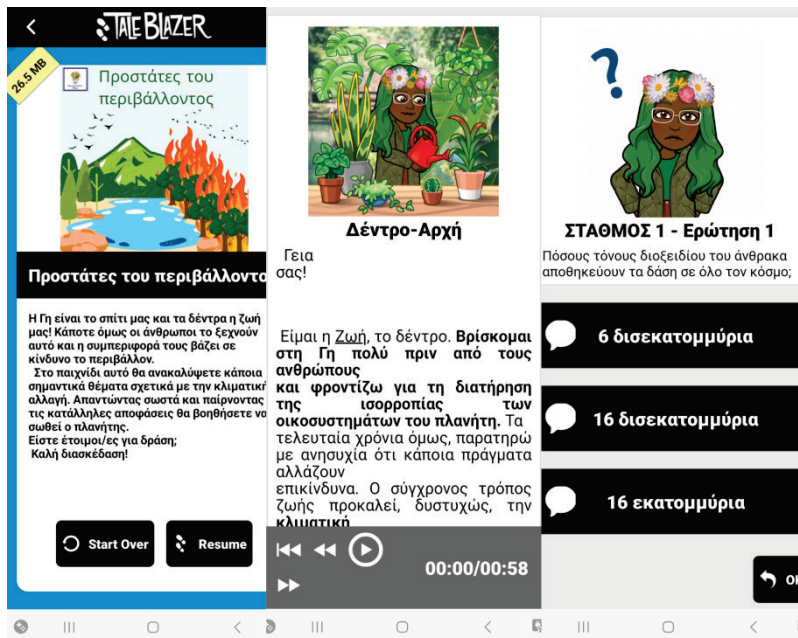 TALEBLAZER
26.5 MB
Προστάτες του
περιβάλλοντος
Προστάτες του περιβάλλοντο
Η Γη είναι το σπίτι μας και τα δέντρα η ζωή
μας! Κάποτε όμως οι άνθρωποι το ξεχνούν
αυτό και η συμπεριφορά τους βάζει σε
κίνδυνο το περιβάλλον.
Στο παιχνίδι αυτό θα ανακαλύψετε κάποια
σημαντικά θέματα σχετικά με την κλιματική
αλλαγή. Απαντώντας σωστά και παίρνοντας
τις κατάλληλες αποφάσεις θα βοηθήσετε να
σωθεί ο πλανήτης.
Είστε έτοιμοι/ες για δράση;
Καλή διασκέδαση!
Start Over
Resume
Δέντρο-Αρχή
Γεια
σας!
Είμαι η Ζωή, το δέντρο. Βρίσκομαι
στη Γη πολύ πριν από τους
ανθρώπους
και φροντίζω για τη διατήρηση
της ισορροπίας των
οικοσυστημάτων του πλανήτη. Τα
τελευταία χρόνια όμως, παρατηρώ
με ανησυχία ότι κάποια πράγματα
αλλάζουν
επικίνδυνα. Ο σύγχρονος τρόπος
ζωής προκαλεί, δυστυχώς, την
κλιματική
00:00/00:58
?
ΣΤΑΘΜΟΣ 1 - Ερώτηση 1
Πόσους τόνους διοξειδίου του άνθρακα
αποθηκεύουν τα δάση σε όλο τον κόσμο;
6 δισεκατομμύρια
16 δισεκατομμύρια
16 εκατομμύρια